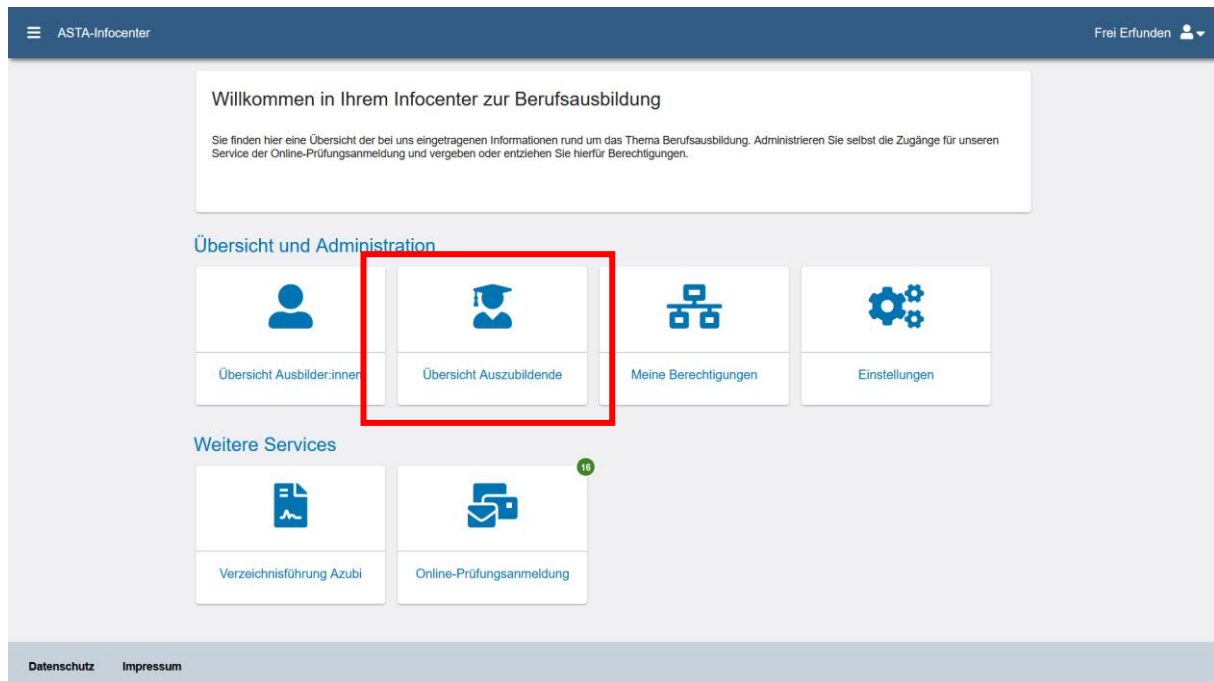 ASTA-Infocenter
Frei Erfunden
Willkommen in Ihrem Infocenter zur Berufsausbildung
Sie finden hier eine Übersicht der bei uns eingetragenen Informationen rund um das Thema Berufsausbildung. Administrieren Sie selbst die Zugänge für unseren
Service der Online-Prüfungsanmeldung und vergeben oder entziehen Sie hierfür Berechtigungen.
Übersicht und Administration
Übersicht Ausbilder:innen
Übersicht Auszubildende
Meine Berechtigungen
Einstellungen
Weitere Services
16
Verzeichnisführung Azubi
Online-Prüfungsanmeldung
Datenschutz
Impressum